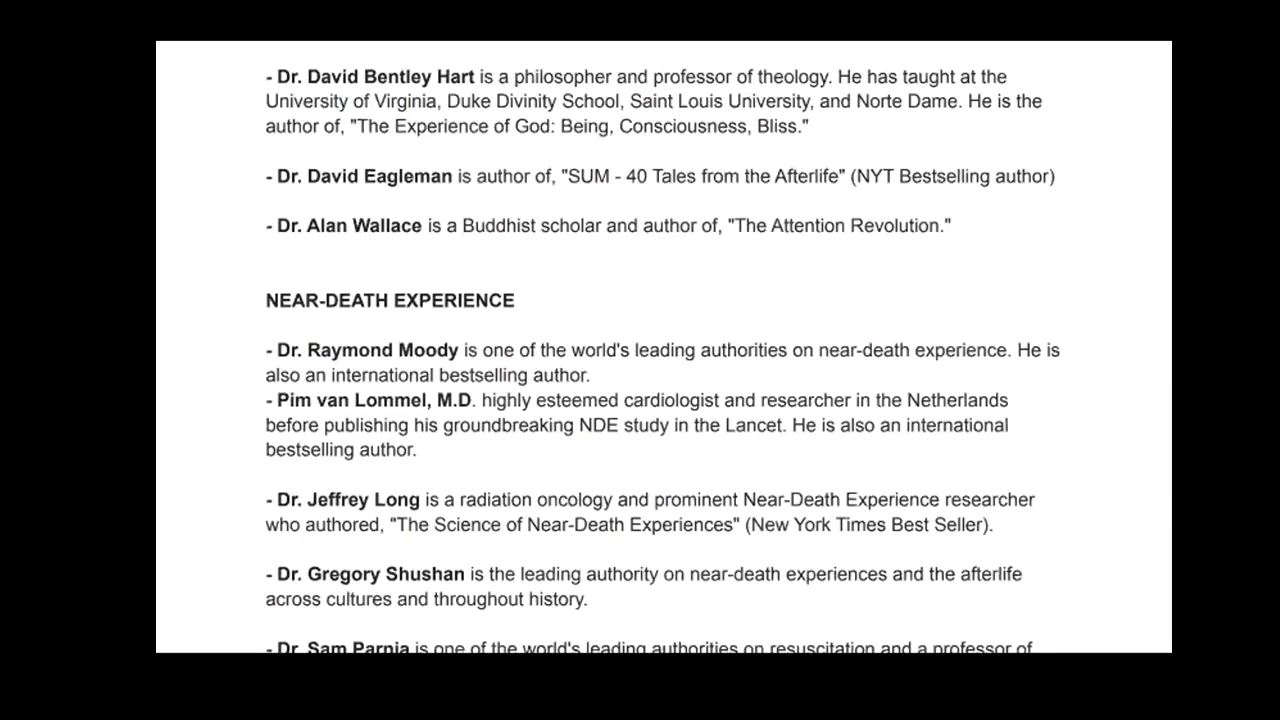 - Dr. David Bentley Hart is a philosopher and professor of theology. He has taught at the
University of Virginia, Duke Divinity School, Saint Louis University, and Norte Dame. He is the
author of, "The Experience of God: Being, Consciousness, Bliss."
- Dr. David Eagleman is author of, "SUM - 40 Tales from the Afterlife" (NYT Bestselling author)
- Dr. Alan Wallace is a Buddhist scholar and author of, "The Attention Revolution."
NEAR-DEATH EXPERIENCE
- Dr. Raymond Moody is one of the world's leading authorities on near-death experience. He is
also an international bestselling author.
- Pim van Lommel, M.D. highly esteemed cardiologist and researcher in the Netherlands
before publishing his groundbreaking NDE study in the Lancet. He is also an international
bestselling author.
- Dr. Jeffrey Long is a radiation oncology and prominent Near-Death Experience researcher
who authored, "The Science of Near-Death Experiences" (New York Times Best Seller).
- Dr. Gregory Shushan is the leading authority on near-death experiences and the afterlife
across cultures and throughout history.
- Dr. Sam Parnia is one of the world's leading authorities on resuscitation and a professor of